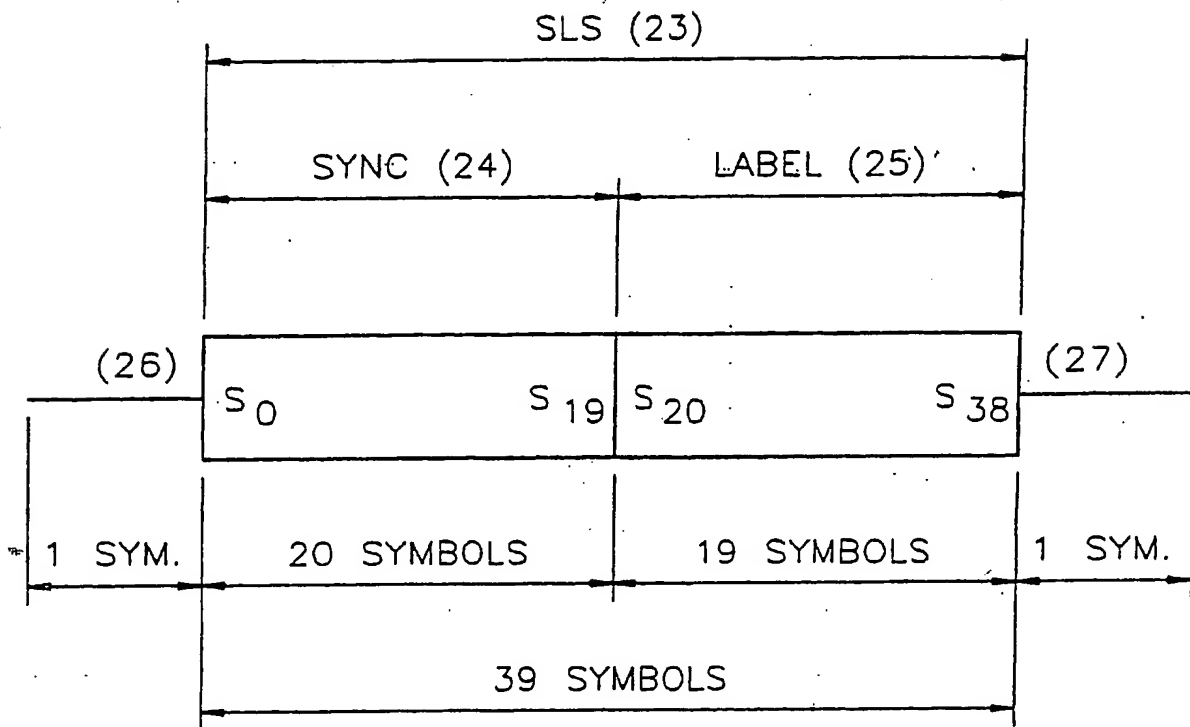 SLS (23)
SYNC (24) LABEL (25)
(26) (27)
S0 S19 S20 S38
1 SYM. 20 SYMBOLS 19 SYMBOLS 1 SYM.
39 SYMBOLS